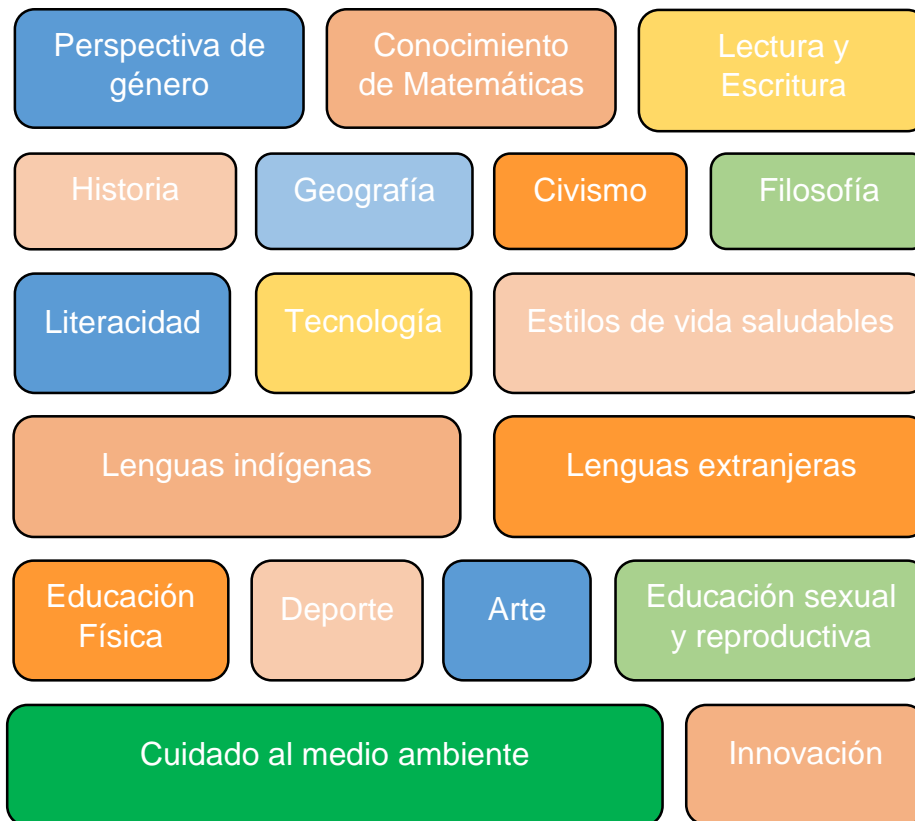 Perspectiva de
género
Conocimiento
de Matemáticas
Lectura y
Escritura
Historia
Geografía
Civismo
Filosofía
Literacidad
Tecnología
Estilos de vida saludables
Lenguas indígenas
Lenguas extranjeras
Educación
Física
Deporte
Arte
Educación sexual
y reproductiva
Cuidado al medio ambiente
Innovación